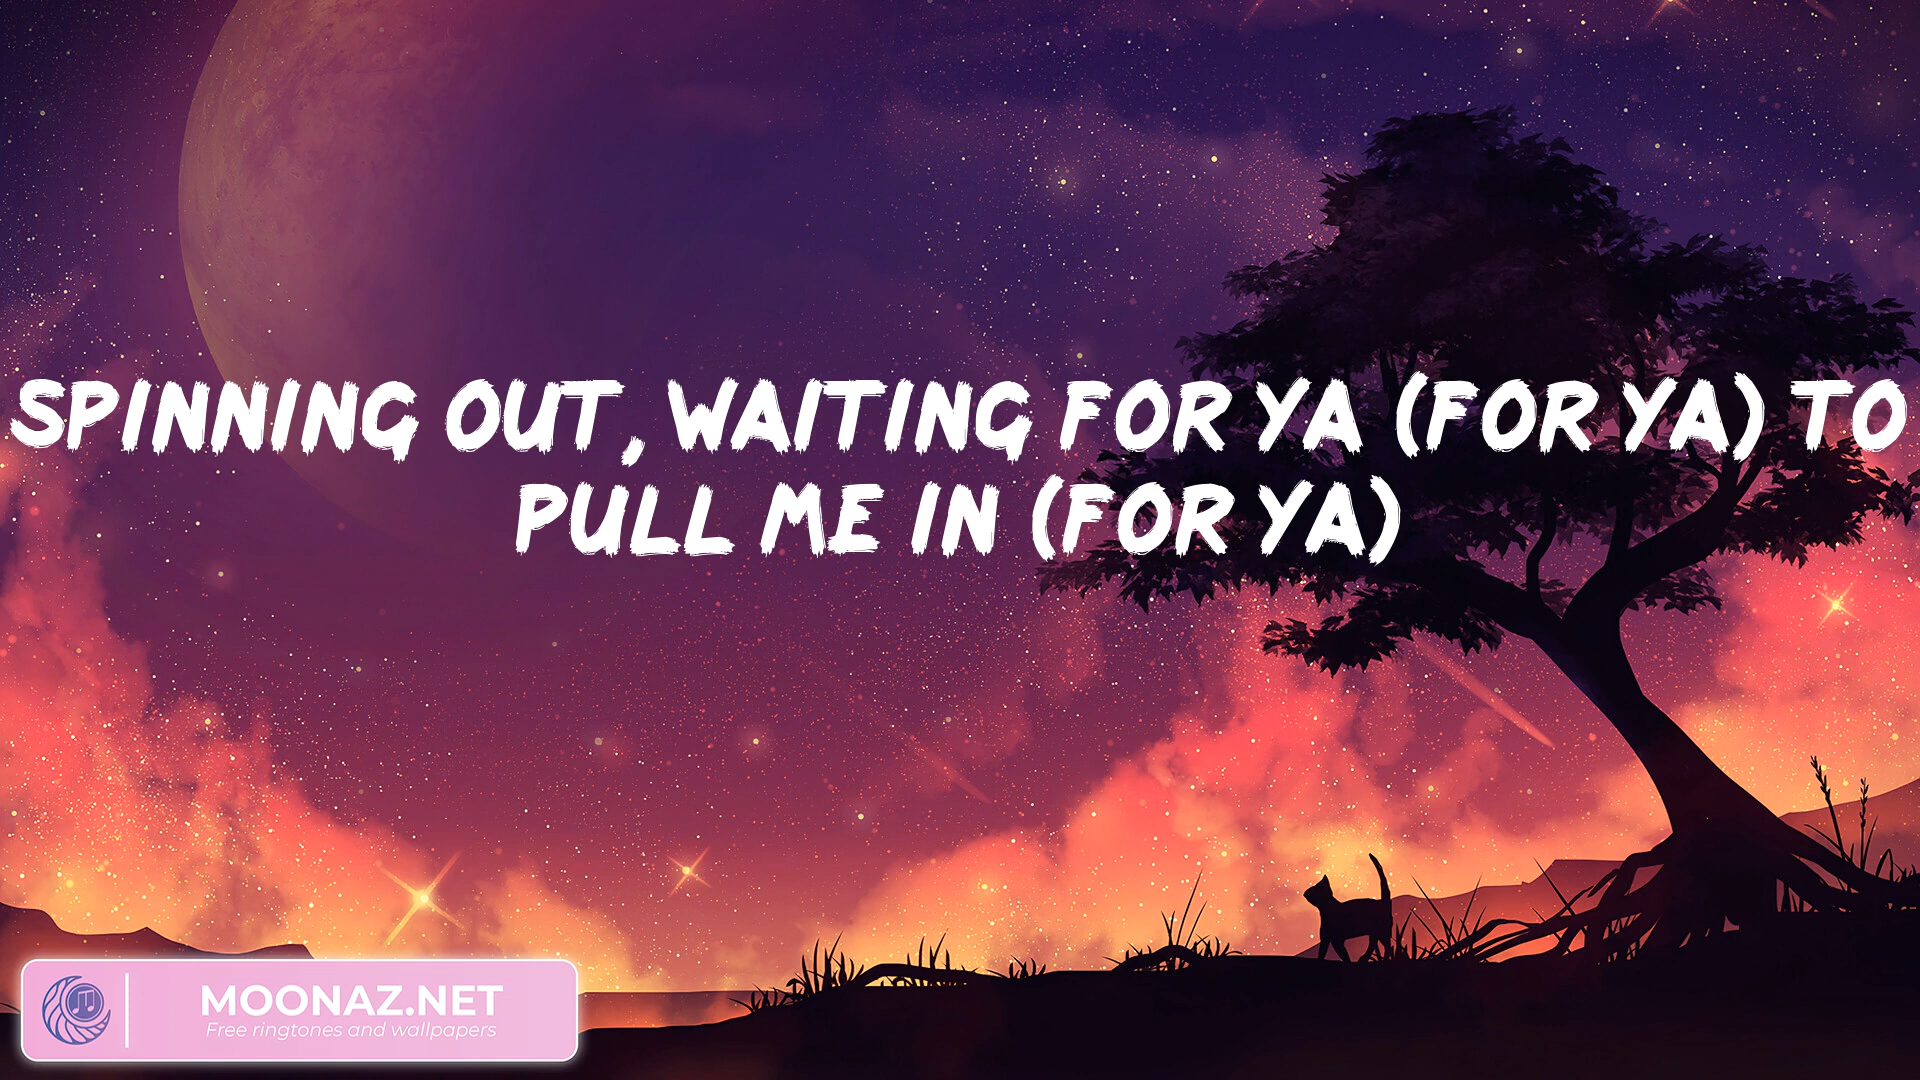 SPINNING OUT, WAITING FOR YA (FOR YA) TO
PULL ME IN (FOR YA)
MOONAZ.NET
Free ringtones and wallpapers